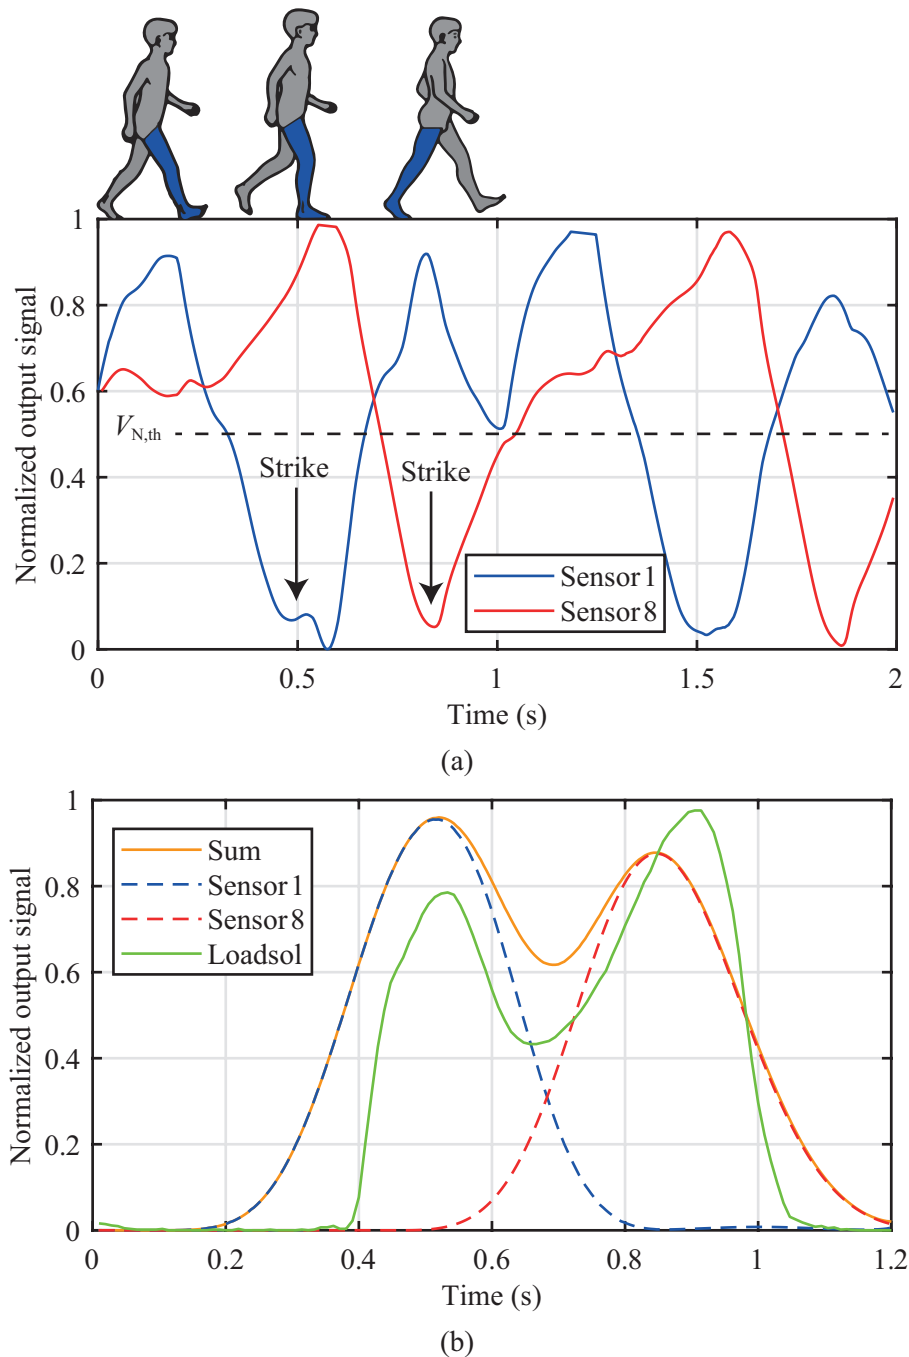 1
0.8
0.6
0.4
0.2
0
Normalized output signal
V_N,th
Strike
Strike
Sensor 1
Sensor 8
0
0.5
1
1.5
2
Time (s)
(a)
1
0.8
0.6
0.4
0.2
0
Normalized output signal
Sum
Sensor 1
Sensor 8
Loadsol
0
0.2
0.4
0.6
0.8
1
1.2
Time (s)
(b)